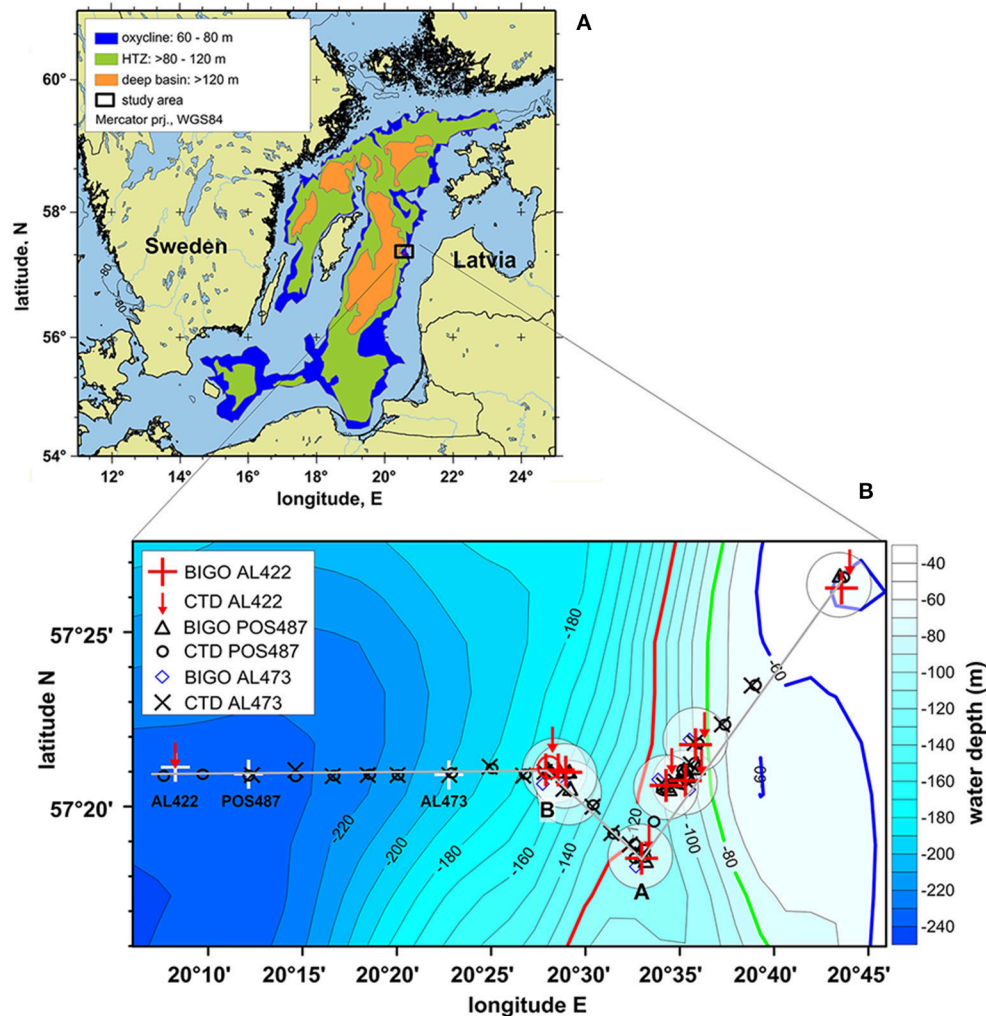 A
oxycline: 60 - 80 m
HTZ: >80 - 120 m
deep basin: >120 m
study area
Mercator prj., WGS84
60°
58°
56°
54°
latitude, N
Sweden
Latvia
80
12°
14°
16°
18°
20°
22°
24°
longitude, E
B
BIGO AL422
CTD AL422
BIGO POS487
CTD POS487
BIGO AL473
CTD AL473
57°25'
57°20'
latitude N
AL422
POS487
AL473
B
A
-180
-220
-200
-180
-160
-140
-120
-100
-80
-60
-60
20°10'
20°15'
20°20'
20°25'
20°30'
20°35'
20°40'
20°45'
longitude E
-40
-60
-80
-100
-120
-140
-160
-180
-200
-220
-240
water depth (m)